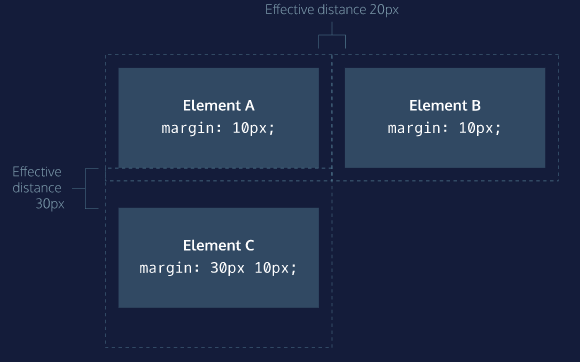 Effective distance 20px
Element A
margin: 10px;
Element B
margin: 10px;
Effective
distance
30px
Element C
margin: 30px 10px;